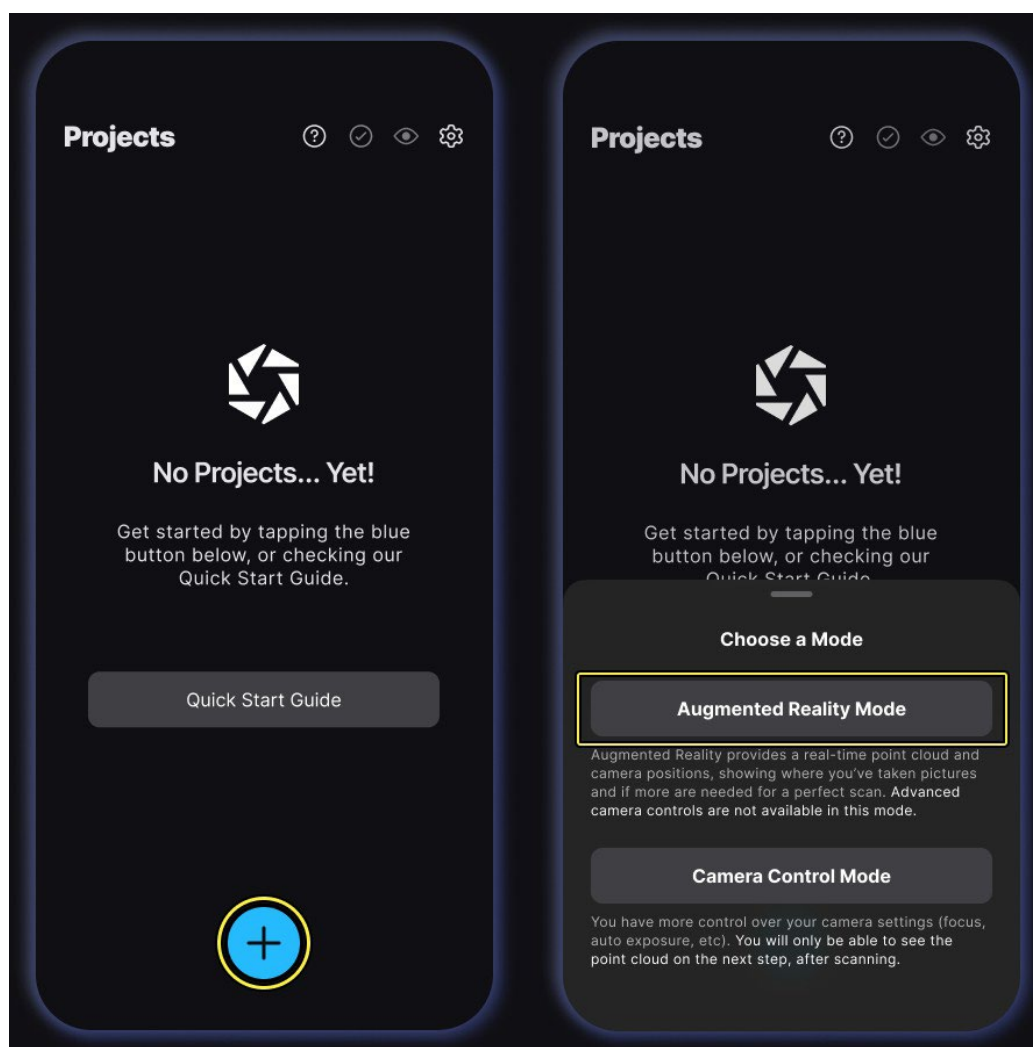 Projects
No Projects... Yet!
Get started by tapping the blue
button below, or checking our
Quick Start Guide.
Quick Start Guide
Projects
No Projects... Yet!
Get started by tapping the blue
button below, or checking our
Quick Start Guide
Choose a Mode
Augmented Reality Mode
Augmented Reality provides a real-time point cloud and
camera positions, showing where you've taken pictures
and if more are needed for a perfect scan. Advanced
camera controls are not available in this mode.
Camera Control Mode
You have more control over your camera settings (focus,
auto exposure, etc). You will only be able to see the
point cloud on the next step, after scanning.